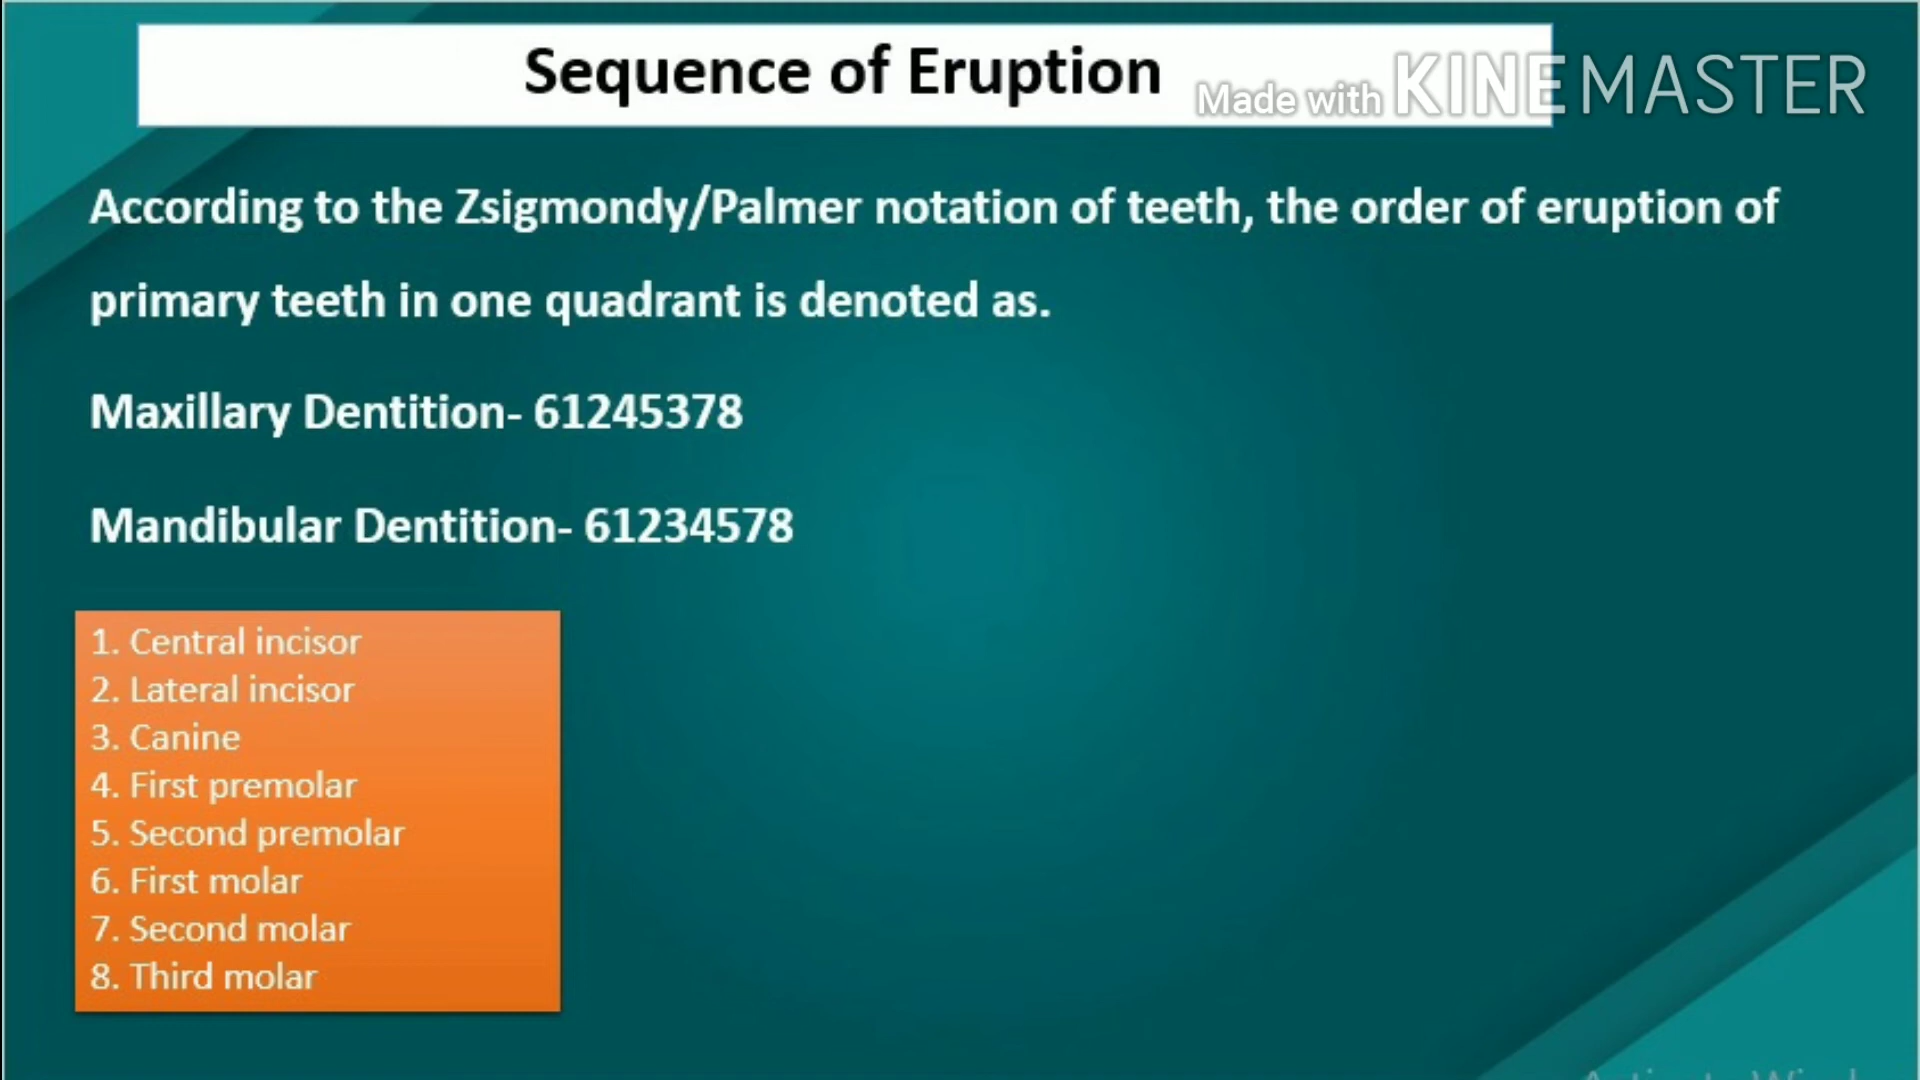 Sequence of Eruption
Made with KINEMASTER
According to the Zsigmondy/Palmer notation of teeth, the order of eruption of
primary teeth in one quadrant is denoted as.
Maxillary Dentition- 61245378
Mandibular Dentition- 61234578
1. Central incisor
2. Lateral incisor
3. Canine
4. First premolar
5. Second premolar
6. First molar
7. Second molar
8. Third molar